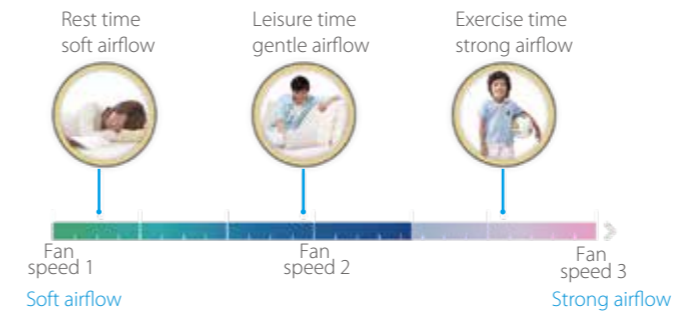 Rest time
soft airflow
Leisure time
gentle airflow
Exercise time
strong airflow
Fan
speed 1
Fan
speed 2
Fan
speed 3
Soft airflow
Strong airflow